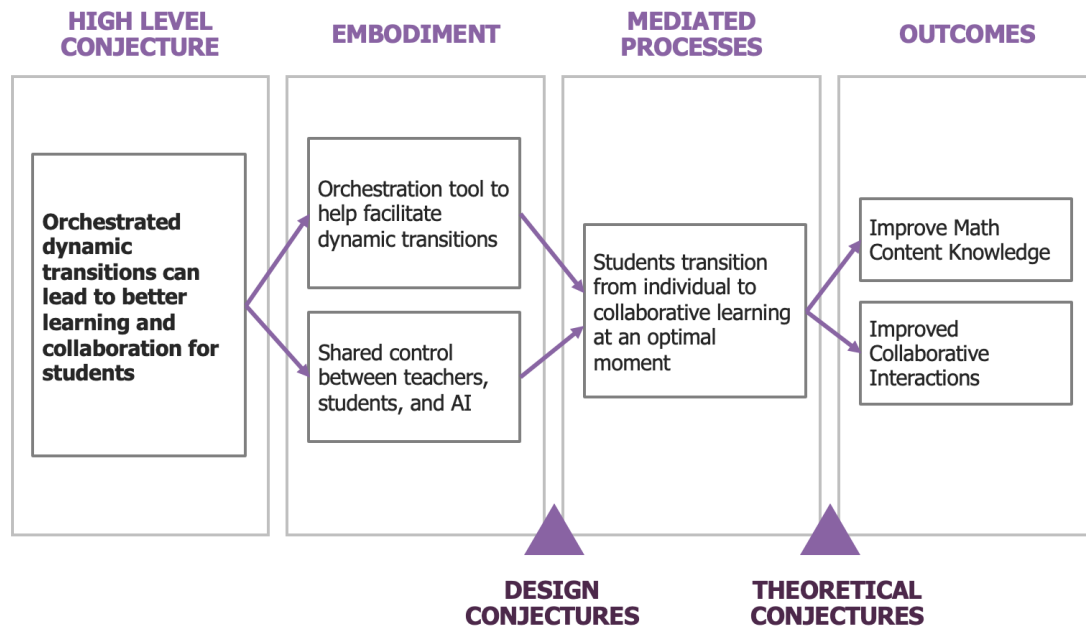 HIGH LEVEL
CONJECTURE
EMBODIMENT
MEDIATED
PROCESSES
OUTCOMES
Orchestrated
dynamic
transitions can
lead to better
learning and
collaboration for
students
Orchestration tool to
help facilitate
dynamic transitions
Shared control
between teachers,
students, and AI
Students transition
from individual to
collaborative learning
at an optimal
moment
Improve Math
Content Knowledge
Improved
Collaborative
Interactions
DESIGN
CONJECTURES
THEORETICAL
CONJECTURES